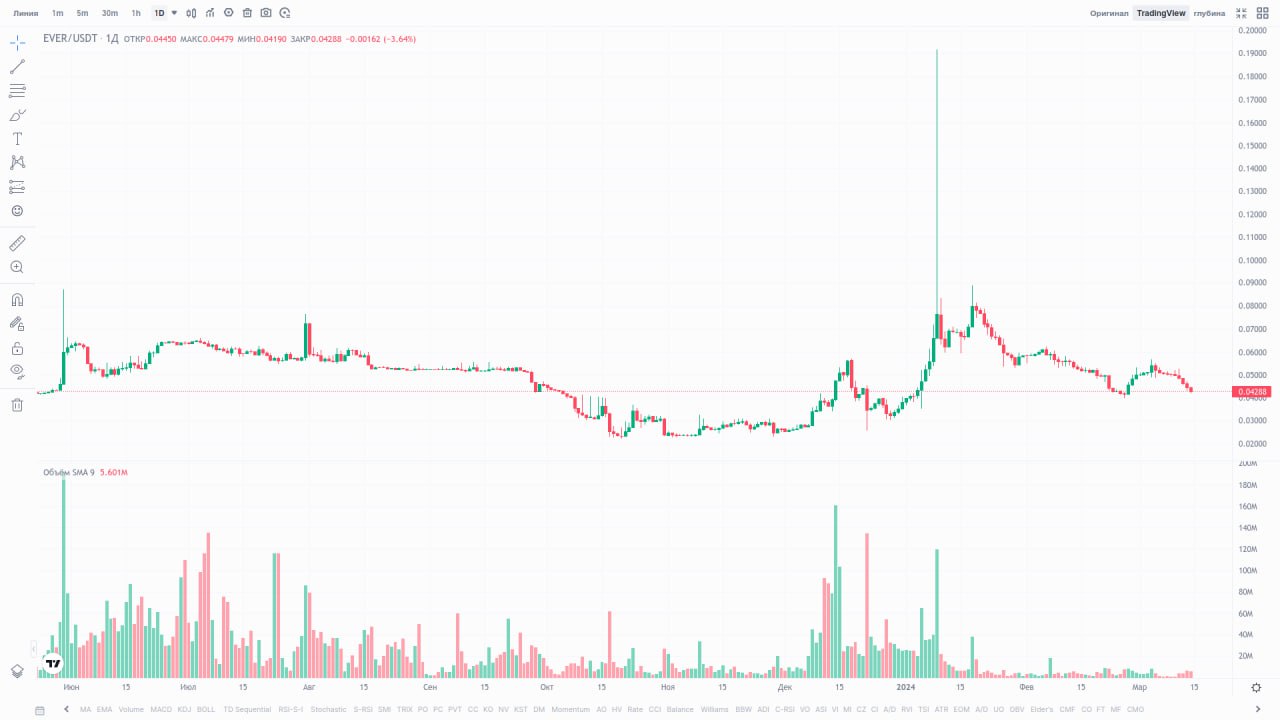 Линия 1m 5m 30m 1h 1D Оригинал TradingView глубина
EVER/USDT · 1Д ОТКР0.04450 МАКС0.04479 МИН0.04190 ЗАКР0.04288 −0.00162 (−3.64%)
0.20000
0.19000
0.18000
0.17000
0.16000
0.15000
0.14000
0.13000
0.12000
0.11000
0.10000
0.09000
0.08000
0.07000
0.06000
0.05000
0.04288
0.04000
0.03000
0.02000
Объём SMA 9 5.601M
200M
180M
160M
140M
120M
100M
80M
60M
40M
20M
Июн 15 Июл 15 Авг 15 Сен 15 Окт 15 Ноя 15 Дек 15 2024 15 Фев 15 Мар 15
MA EMA Volume MACD KDJ BOLL TD Sequential RSI-S-I Stochastic S-RSI SMI TRIX PO PC PVT CC KO NV KST DM Momentum AO HV Rate CCI Balance Williams BBW ADI C-RSI VO ASI VI MI CZ CI A/D RVI TSI ATR EOM A/D UO DBV Elder's CMF CO FT MF CMO